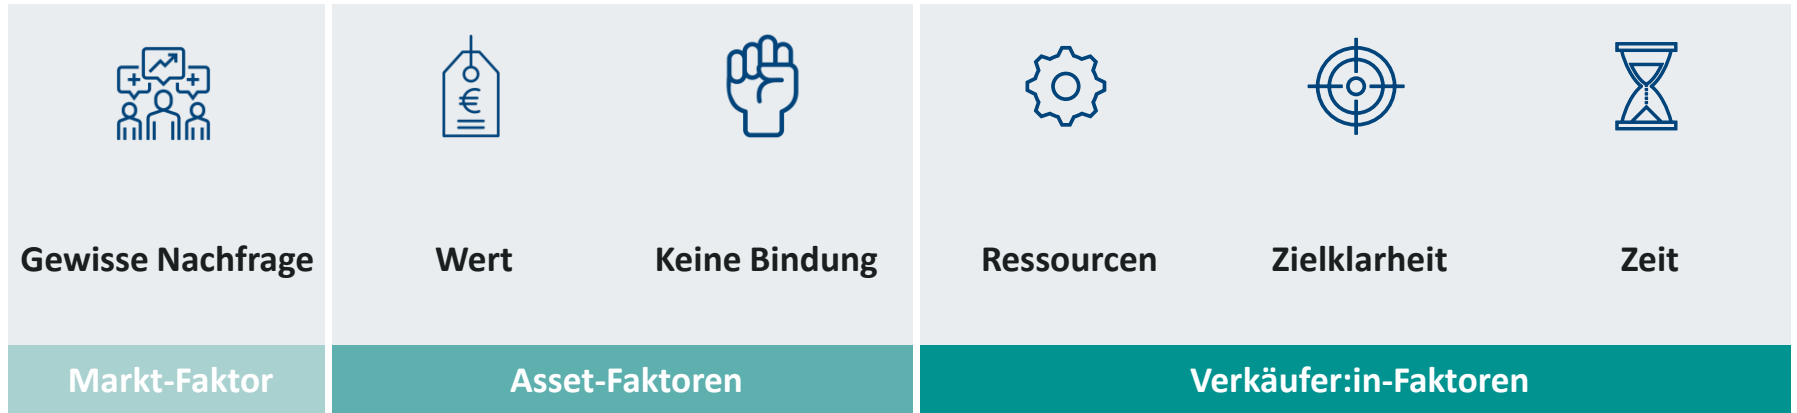 Gewisse Nachfrage
Wert
Keine Bindung
Ressourcen
Zielklarheit
Zeit
Markt-Faktor
Asset-Faktoren
Verkäufer:in-Faktoren